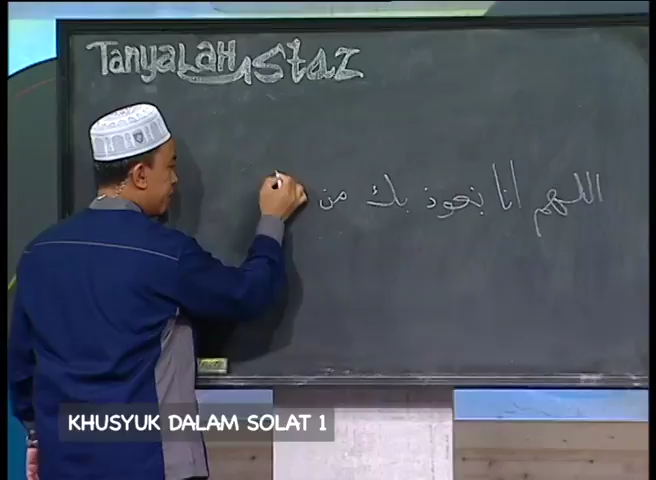 Tanyalah Ustaz
اللهم انا نعوذ بك من
KHUSYUK DALAM SOLAT 1